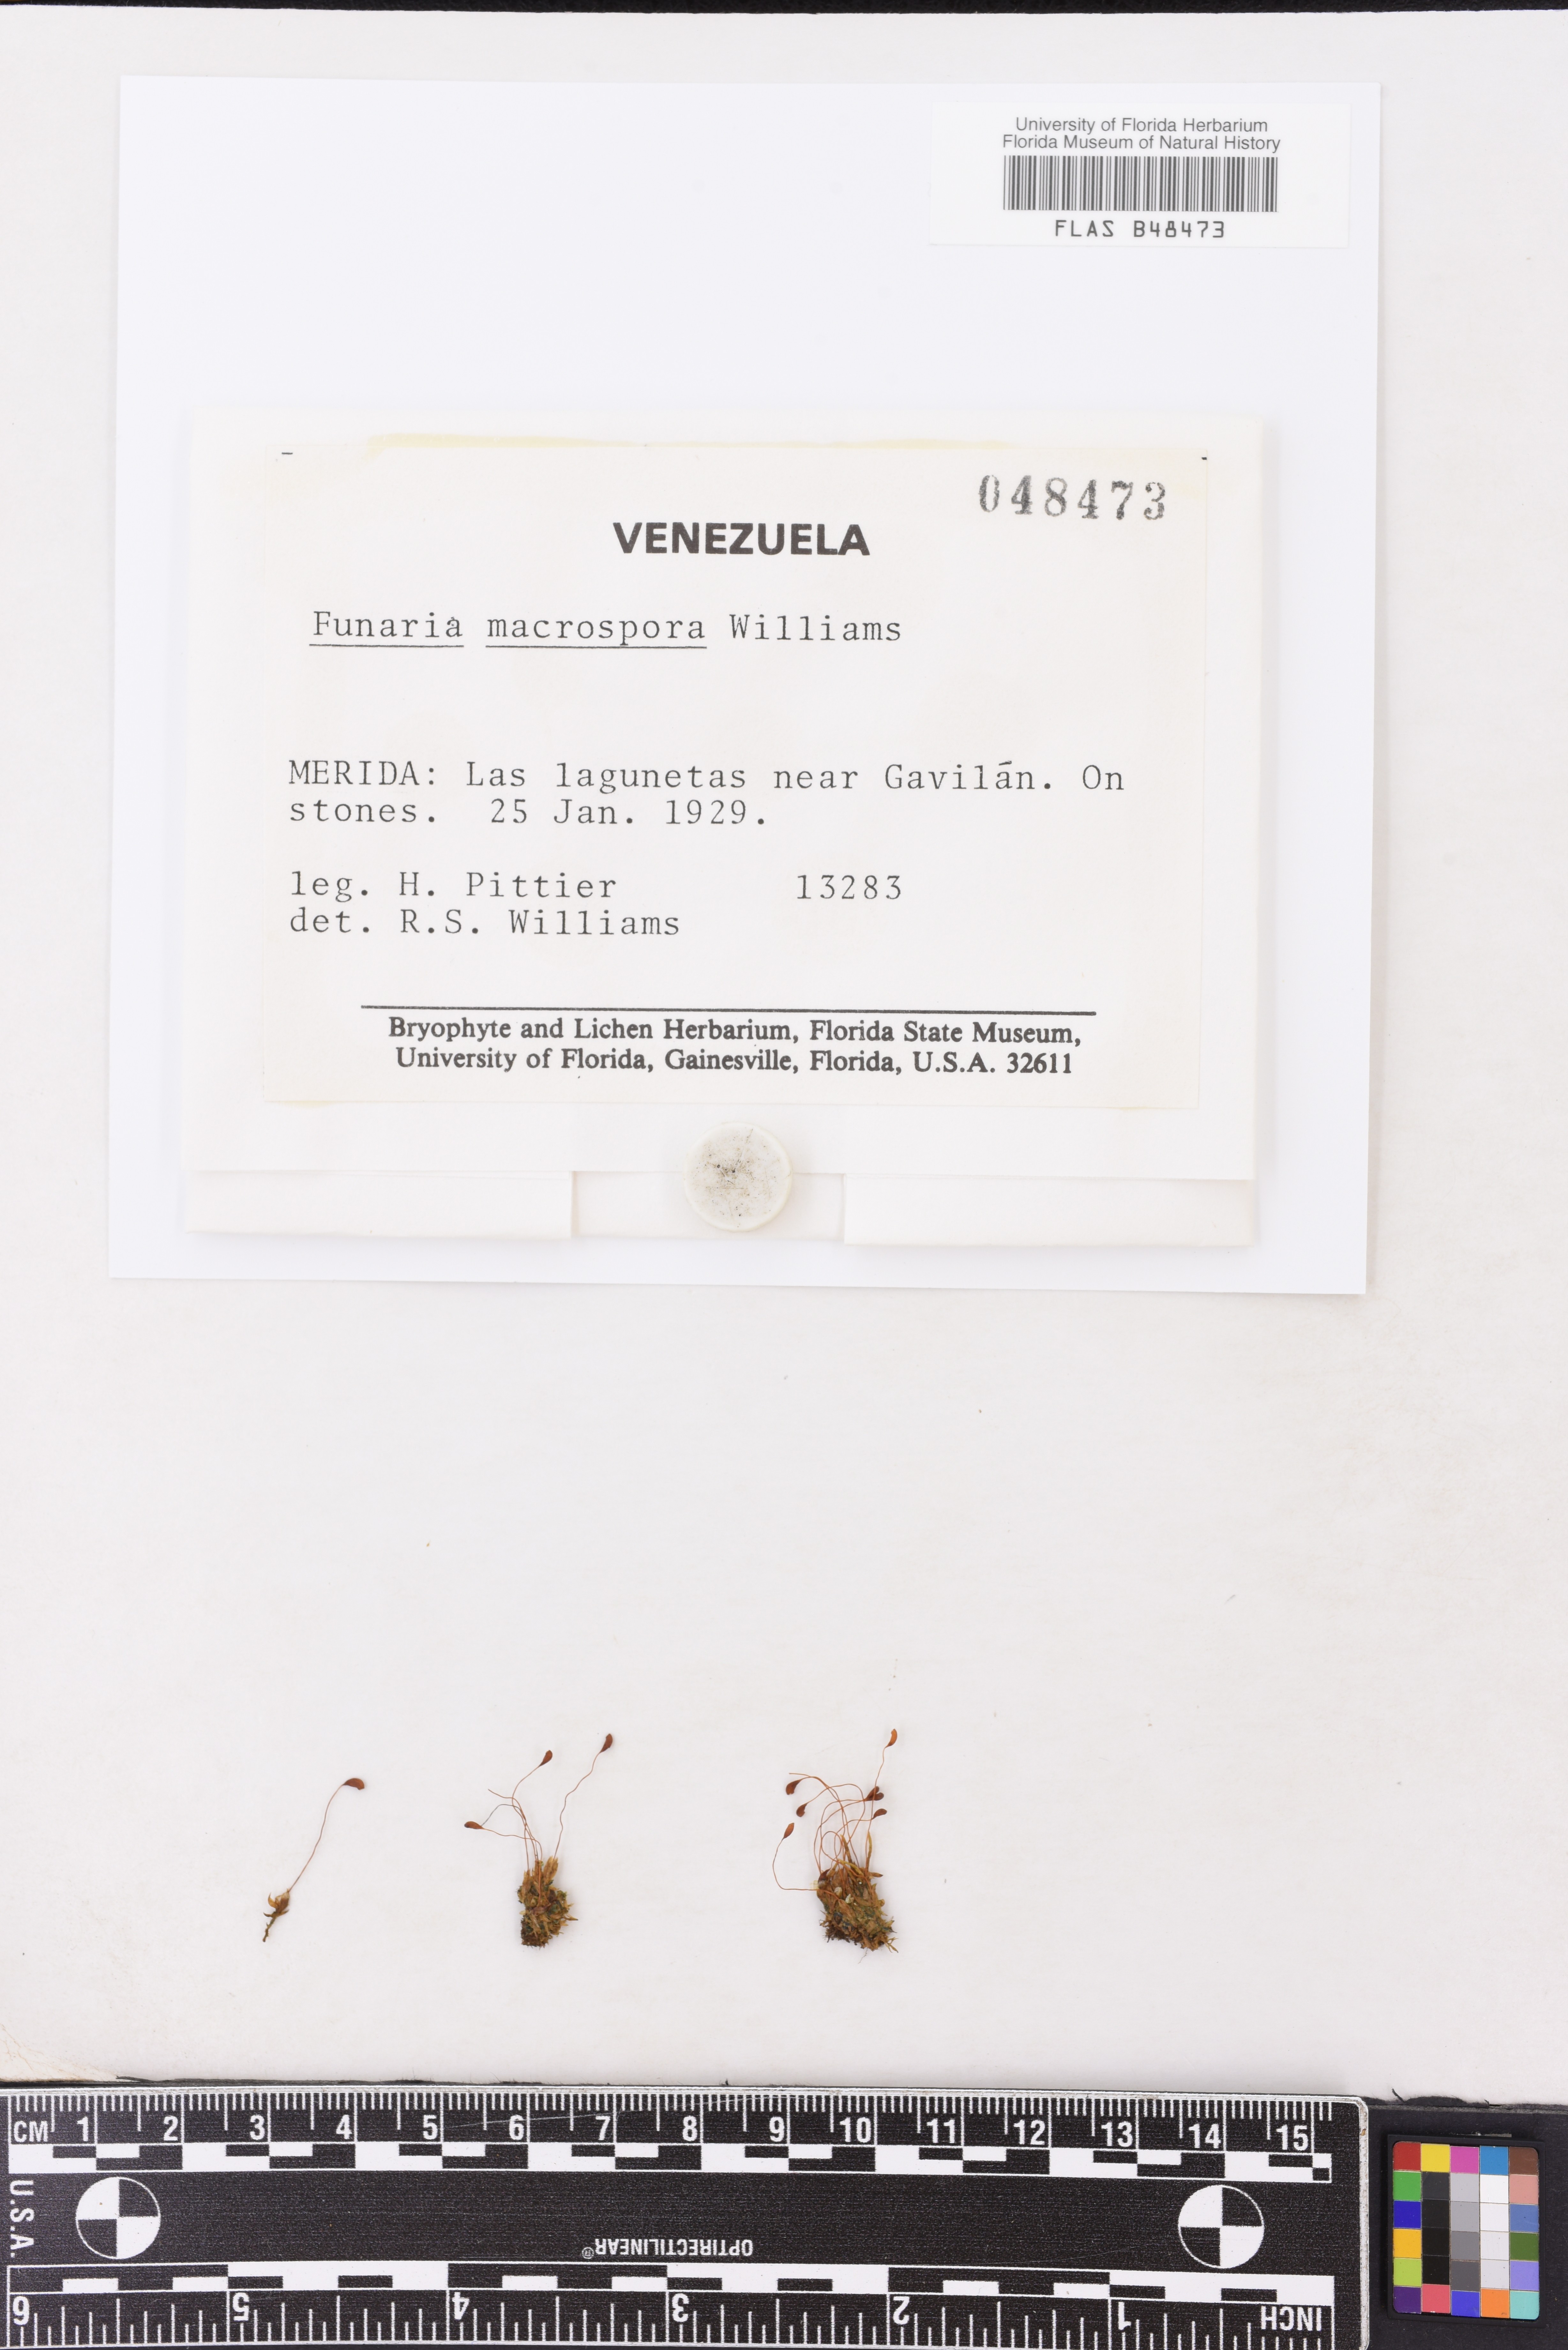 University of Florida Herbarium
Florida Museum of Natural History
FLAS B48473
048473
VENEZUELA
Funaria macrospora Williams
MERIDA: Las lagunetas near Gavilán. On
stones. 25 Jan. 1929.
leg. H. Pittier 13283
det. R.S. Williams
Bryophyte and Lichen Herbarium, Florida State Museum,
University of Florida, Gainesville, Florida, U.S.A. 32611
CM 1 2 3 4 5 6 7 8 9 10 11 12 13 14 15
U.S.A.
OPTIRECTILINEAR®
6 5 4 3 2 1 INCH